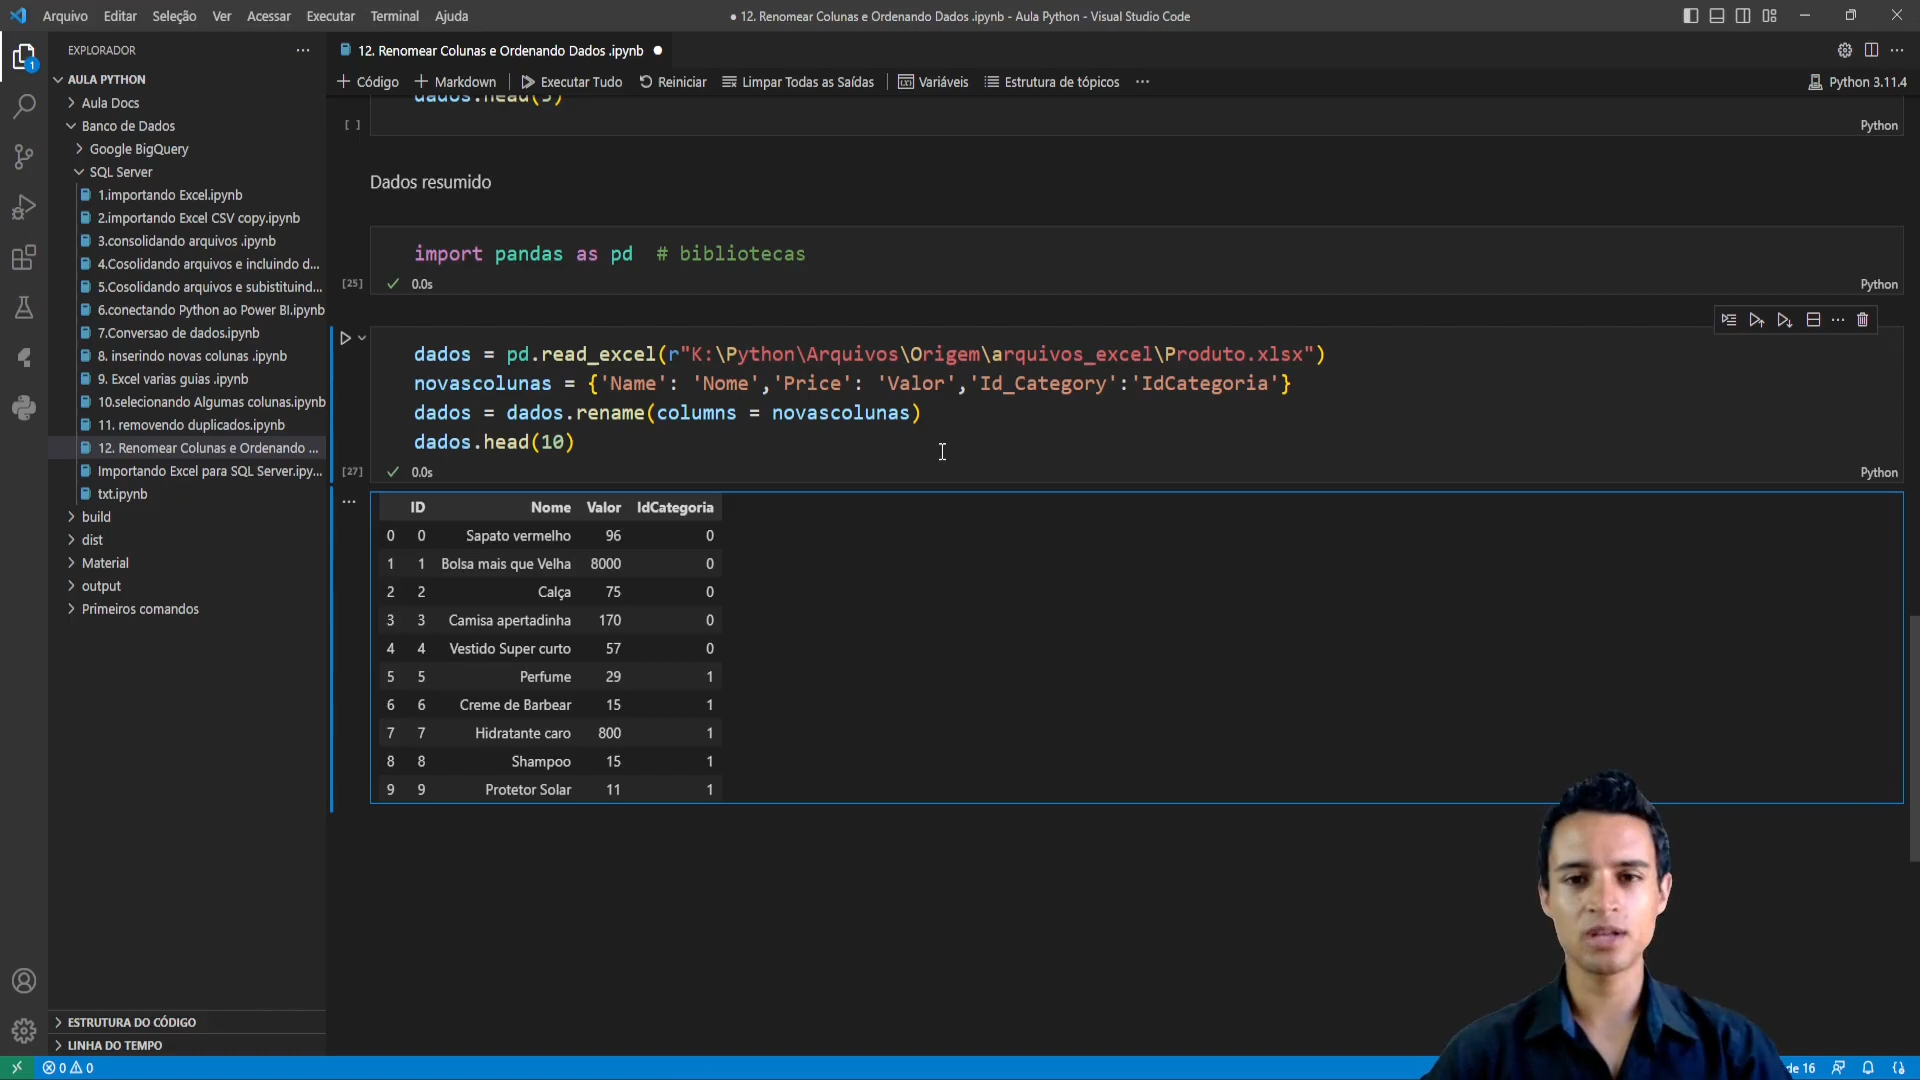 Arquivo Editar Seleção Ver Acessar Executar Terminal Ajuda
● 12. Renomear Colunas e Ordenando Dados .ipynb - Aula Python - Visual Studio Code
EXPLORADOR
12. Renomear Colunas e Ordenando Dados .ipynb
AULA PYTHON
Código Markdown Executar Tudo Reiniciar Limpar Todas as Saídas Variáveis Estrutura de tópicos
Python 3.11.4
1
Aula Docs
Banco de Dados
Google BigQuery
SQL Server
1.importando Excel.ipynb
2.importando Excel CSV copy.ipynb
3.consolidando arquivos .ipynb
4.Cosolidando arquivos e incluindo d...
5.Cosolidando arquivos e subistituind...
6.conectando Python ao Power BI.ipynb
7.Conversao de dados.ipynb
8. inserindo novas colunas .ipynb
9. Excel varias guias .ipynb
10.selecionando Algumas colunas.ipynb
11. removendo duplicados.ipynb
12. Renomear Colunas e Ordenando ...
Importando Excel para SQL Server.ipy...
txt.ipynb
build
dist
Material
output
Primeiros comandos
ESTRUTURA DO CÓDIGO
LINHA DO TEMPO
dados.head(5)
[ ]
Python
Dados resumido
import pandas as pd # bibliotecas
[25] 0.0s
Python
dados = pd.read_excel(r"K:\Python\Arquivos\Origem\arquivos_excel\Produto.xlsx")
novascolunas = {'Name': 'Nome','Price': 'Valor','Id_Category':'IdCategoria'}
dados = dados.rename(columns = novascolunas)
dados.head(10)
[27] 0.0s
Python
ID Nome Valor IdCategoria
0 0 Sapato vermelho 96 0
1 1 Bolsa mais que Velha 8000 0
2 2 Calça 75 0
3 3 Camisa apertadinha 170 0
4 4 Vestido Super curto 57 0
5 5 Perfume 29 1
6 6 Creme de Barbear 15 1
7 7 Hidratante caro 800 1
8 8 Shampoo 15 1
9 9 Protetor Solar 11 1
0 0
de 16